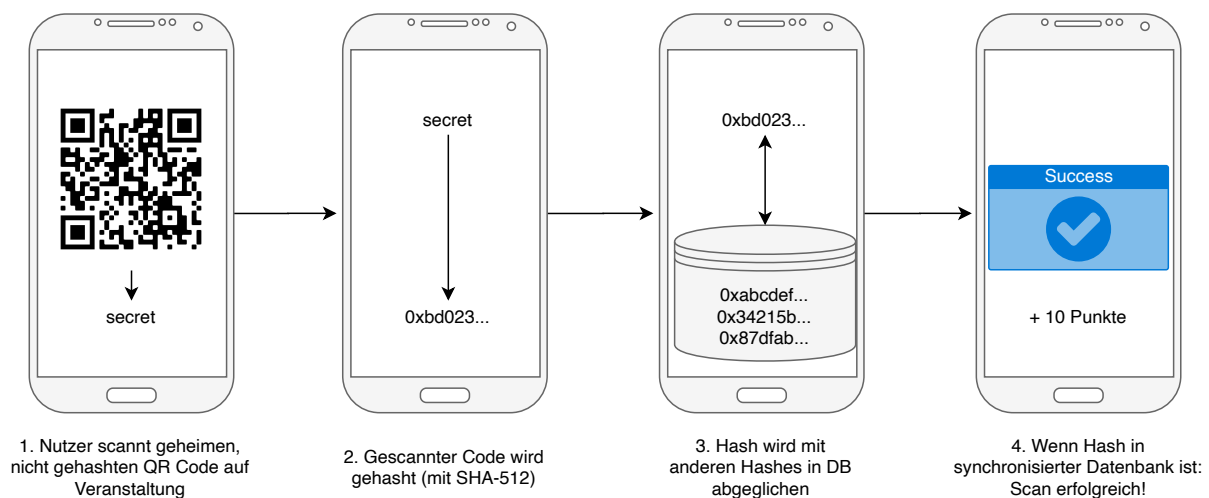 secret
1. Nutzer scannt geheimen,
nicht gehashten QR Code auf
Veranstaltung
secret
0xbd023...
2. Gescannter Code wird
gehasht (mit SHA-512)
0xbd023...
0xabcdef...
0x34215b...
0x87dfab...
3. Hash wird mit
anderen Hashes in DB
abgeglichen
Success
+ 10 Punkte
4. Wenn Hash in
synchronisierter Datenbank ist:
Scan erfolgreich!